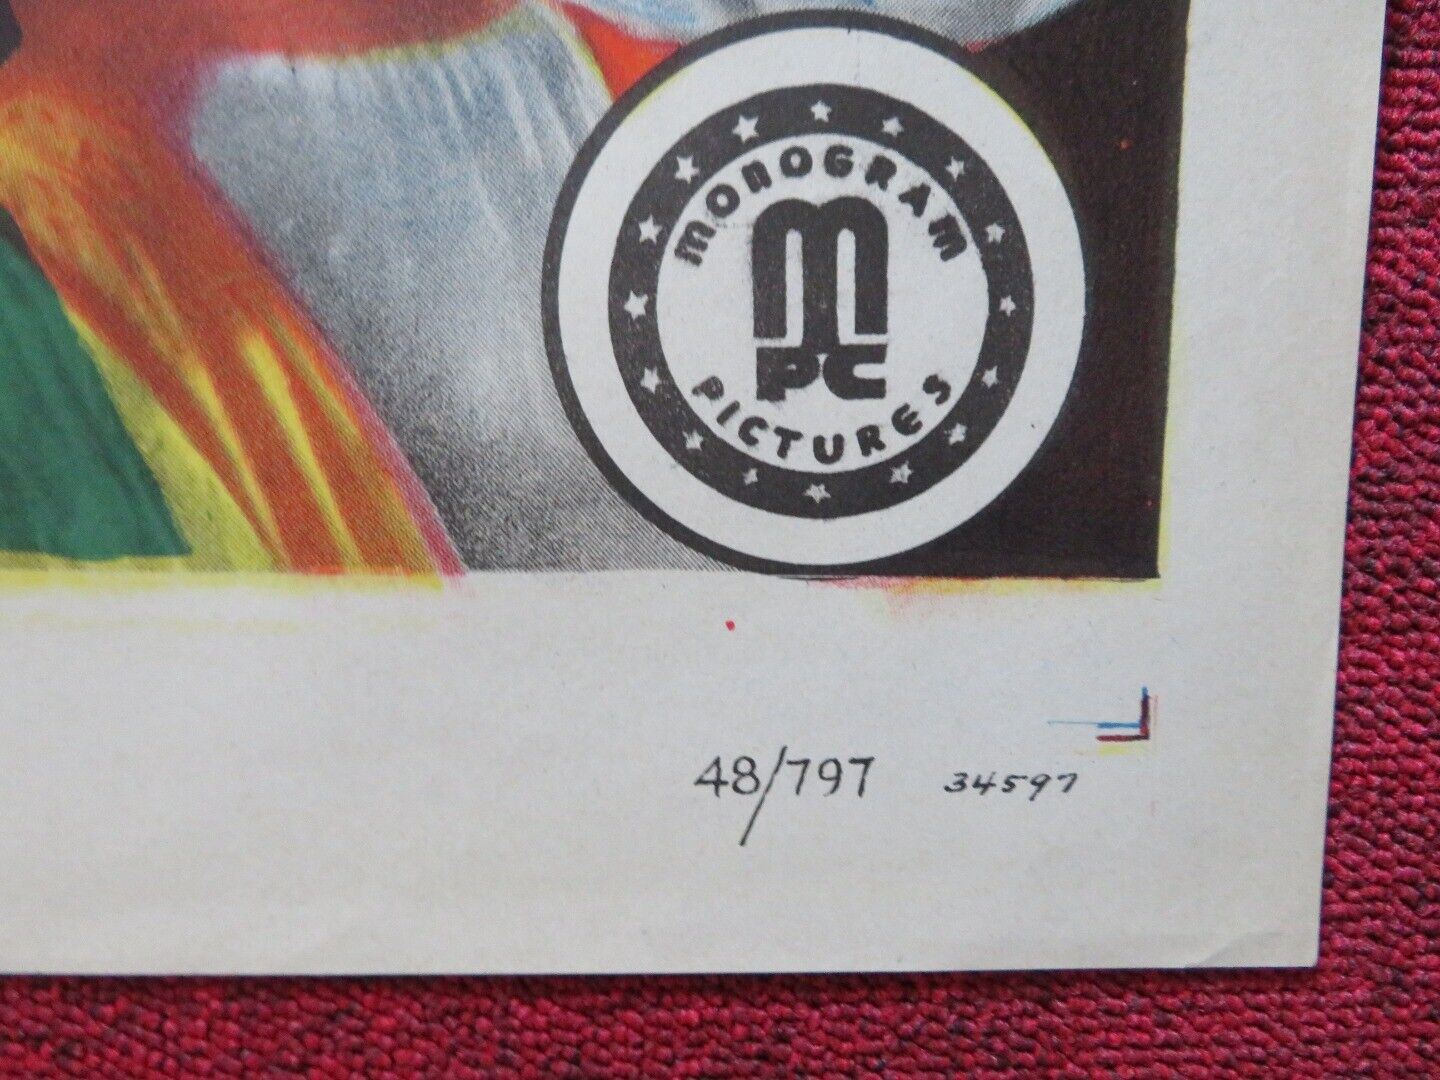 MONOGRAM
M
PC
PICTURES
48/797 34597